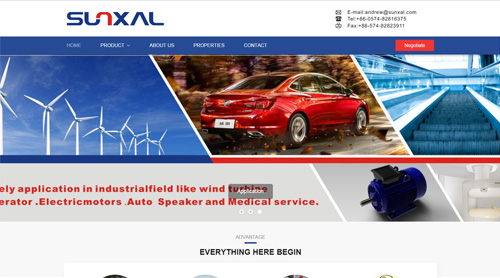 SUNXAL
E-mail:andrew@sunxal.com
Tel:+86-0574-82816375
Fax:+86-574-82823911
HOME PRODUCT ABOUT US PROPERTIES CONTACT Negotiate
ely application in industrialfield like wind turbine
Application
erator .Electricmotors .Auto Speaker and Medical service.
ADVANTAGE
EVERYTHING HERE BEGIN